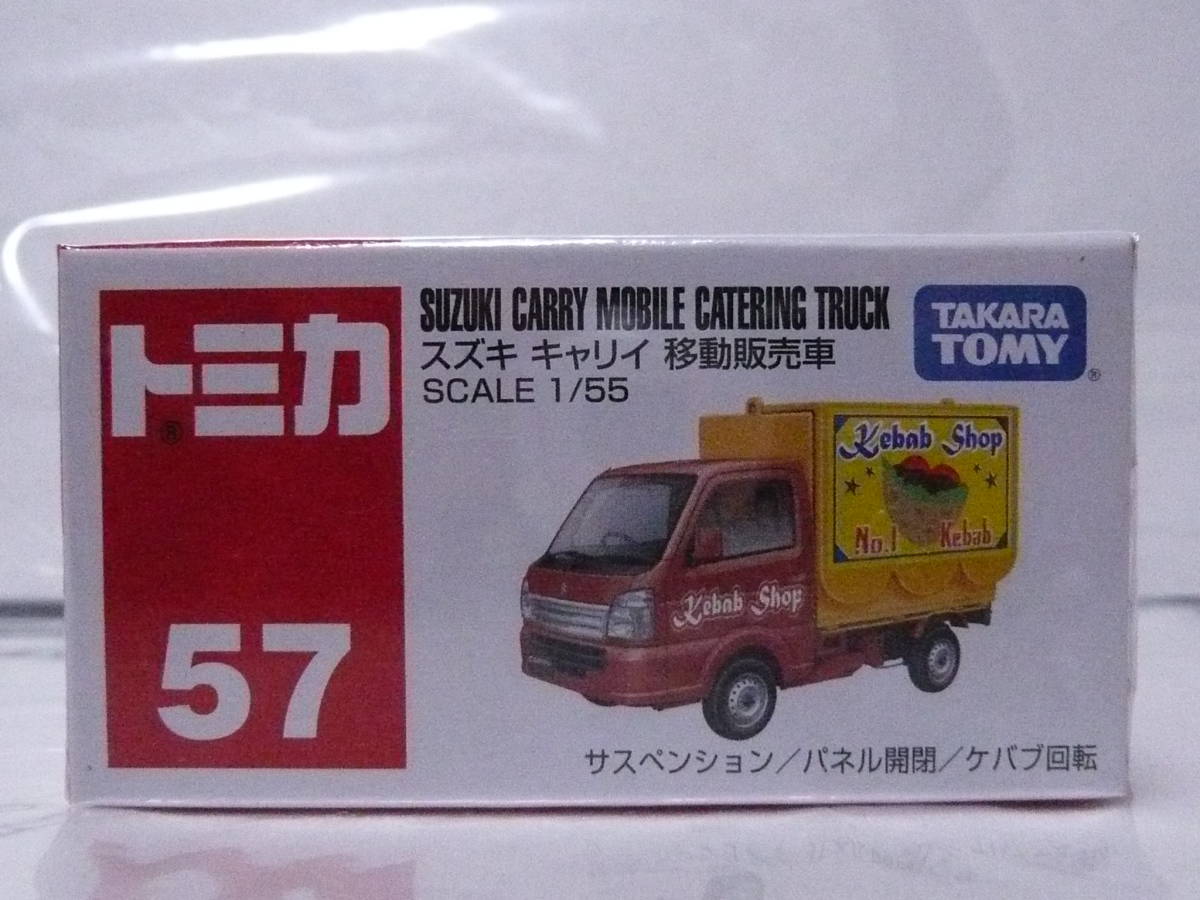 トミカ
®
57
SUZUKI CARRY MOBILE CATERING TRUCK
スズキ キャリイ 移動販売車
SCALE 1/55
TAKARA
TOMY
®
Kebab Shop
No.1 Kebab
Kebab Shop
サスペンション／パネル開閉／ケバブ回転